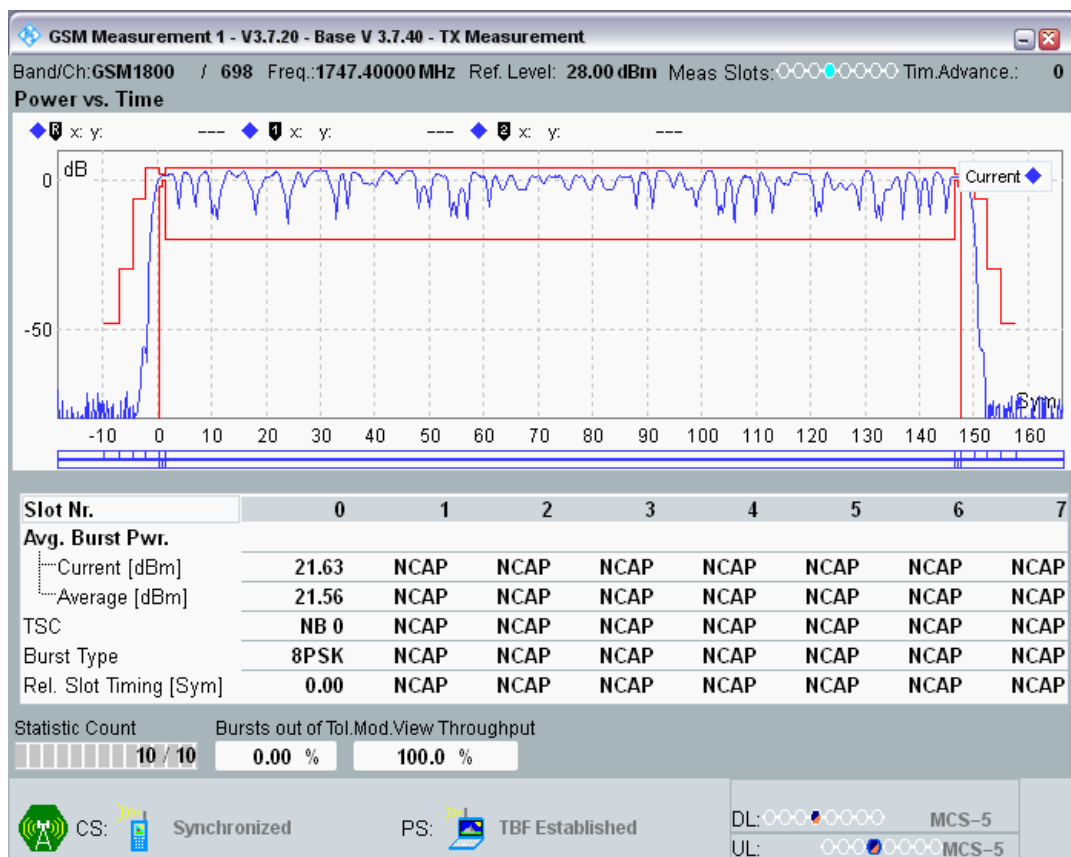 GSM Measurement 1 - V3.7.20 - Base V 3.7.40 - TX Measurement
Band/Ch:GSM1800 / 698 Freq.:1747.40000 MHz Ref. Level: 28.00 dBm Meas Slots: Tim.Advance.: 0
Power vs. Time
R x: y: --- 1 x: y: --- 2 x: y: ---
dB
Current
0
-50
Sym
-10 0 10 20 30 40 50 60 70 80 90 100 110 120 130 140 150 160
Slot Nr. 0 1 2 3 4 5 6 7
Avg. Burst Pwr.
Current [dBm] 21.63 NCAP NCAP NCAP NCAP NCAP NCAP NCAP
Average [dBm] 21.56 NCAP NCAP NCAP NCAP NCAP NCAP NCAP
TSC NB 0 NCAP NCAP NCAP NCAP NCAP NCAP NCAP
Burst Type 8PSK NCAP NCAP NCAP NCAP NCAP NCAP NCAP
Rel. Slot Timing [Sym] 0.00 NCAP NCAP NCAP NCAP NCAP NCAP NCAP
Statistic Count Bursts out of Tol.Mod.View Throughput
10 / 10 0.00 % 100.0 %
CS: Synchronized PS: TBF Established
DL: MCS-5
UL: MCS-5